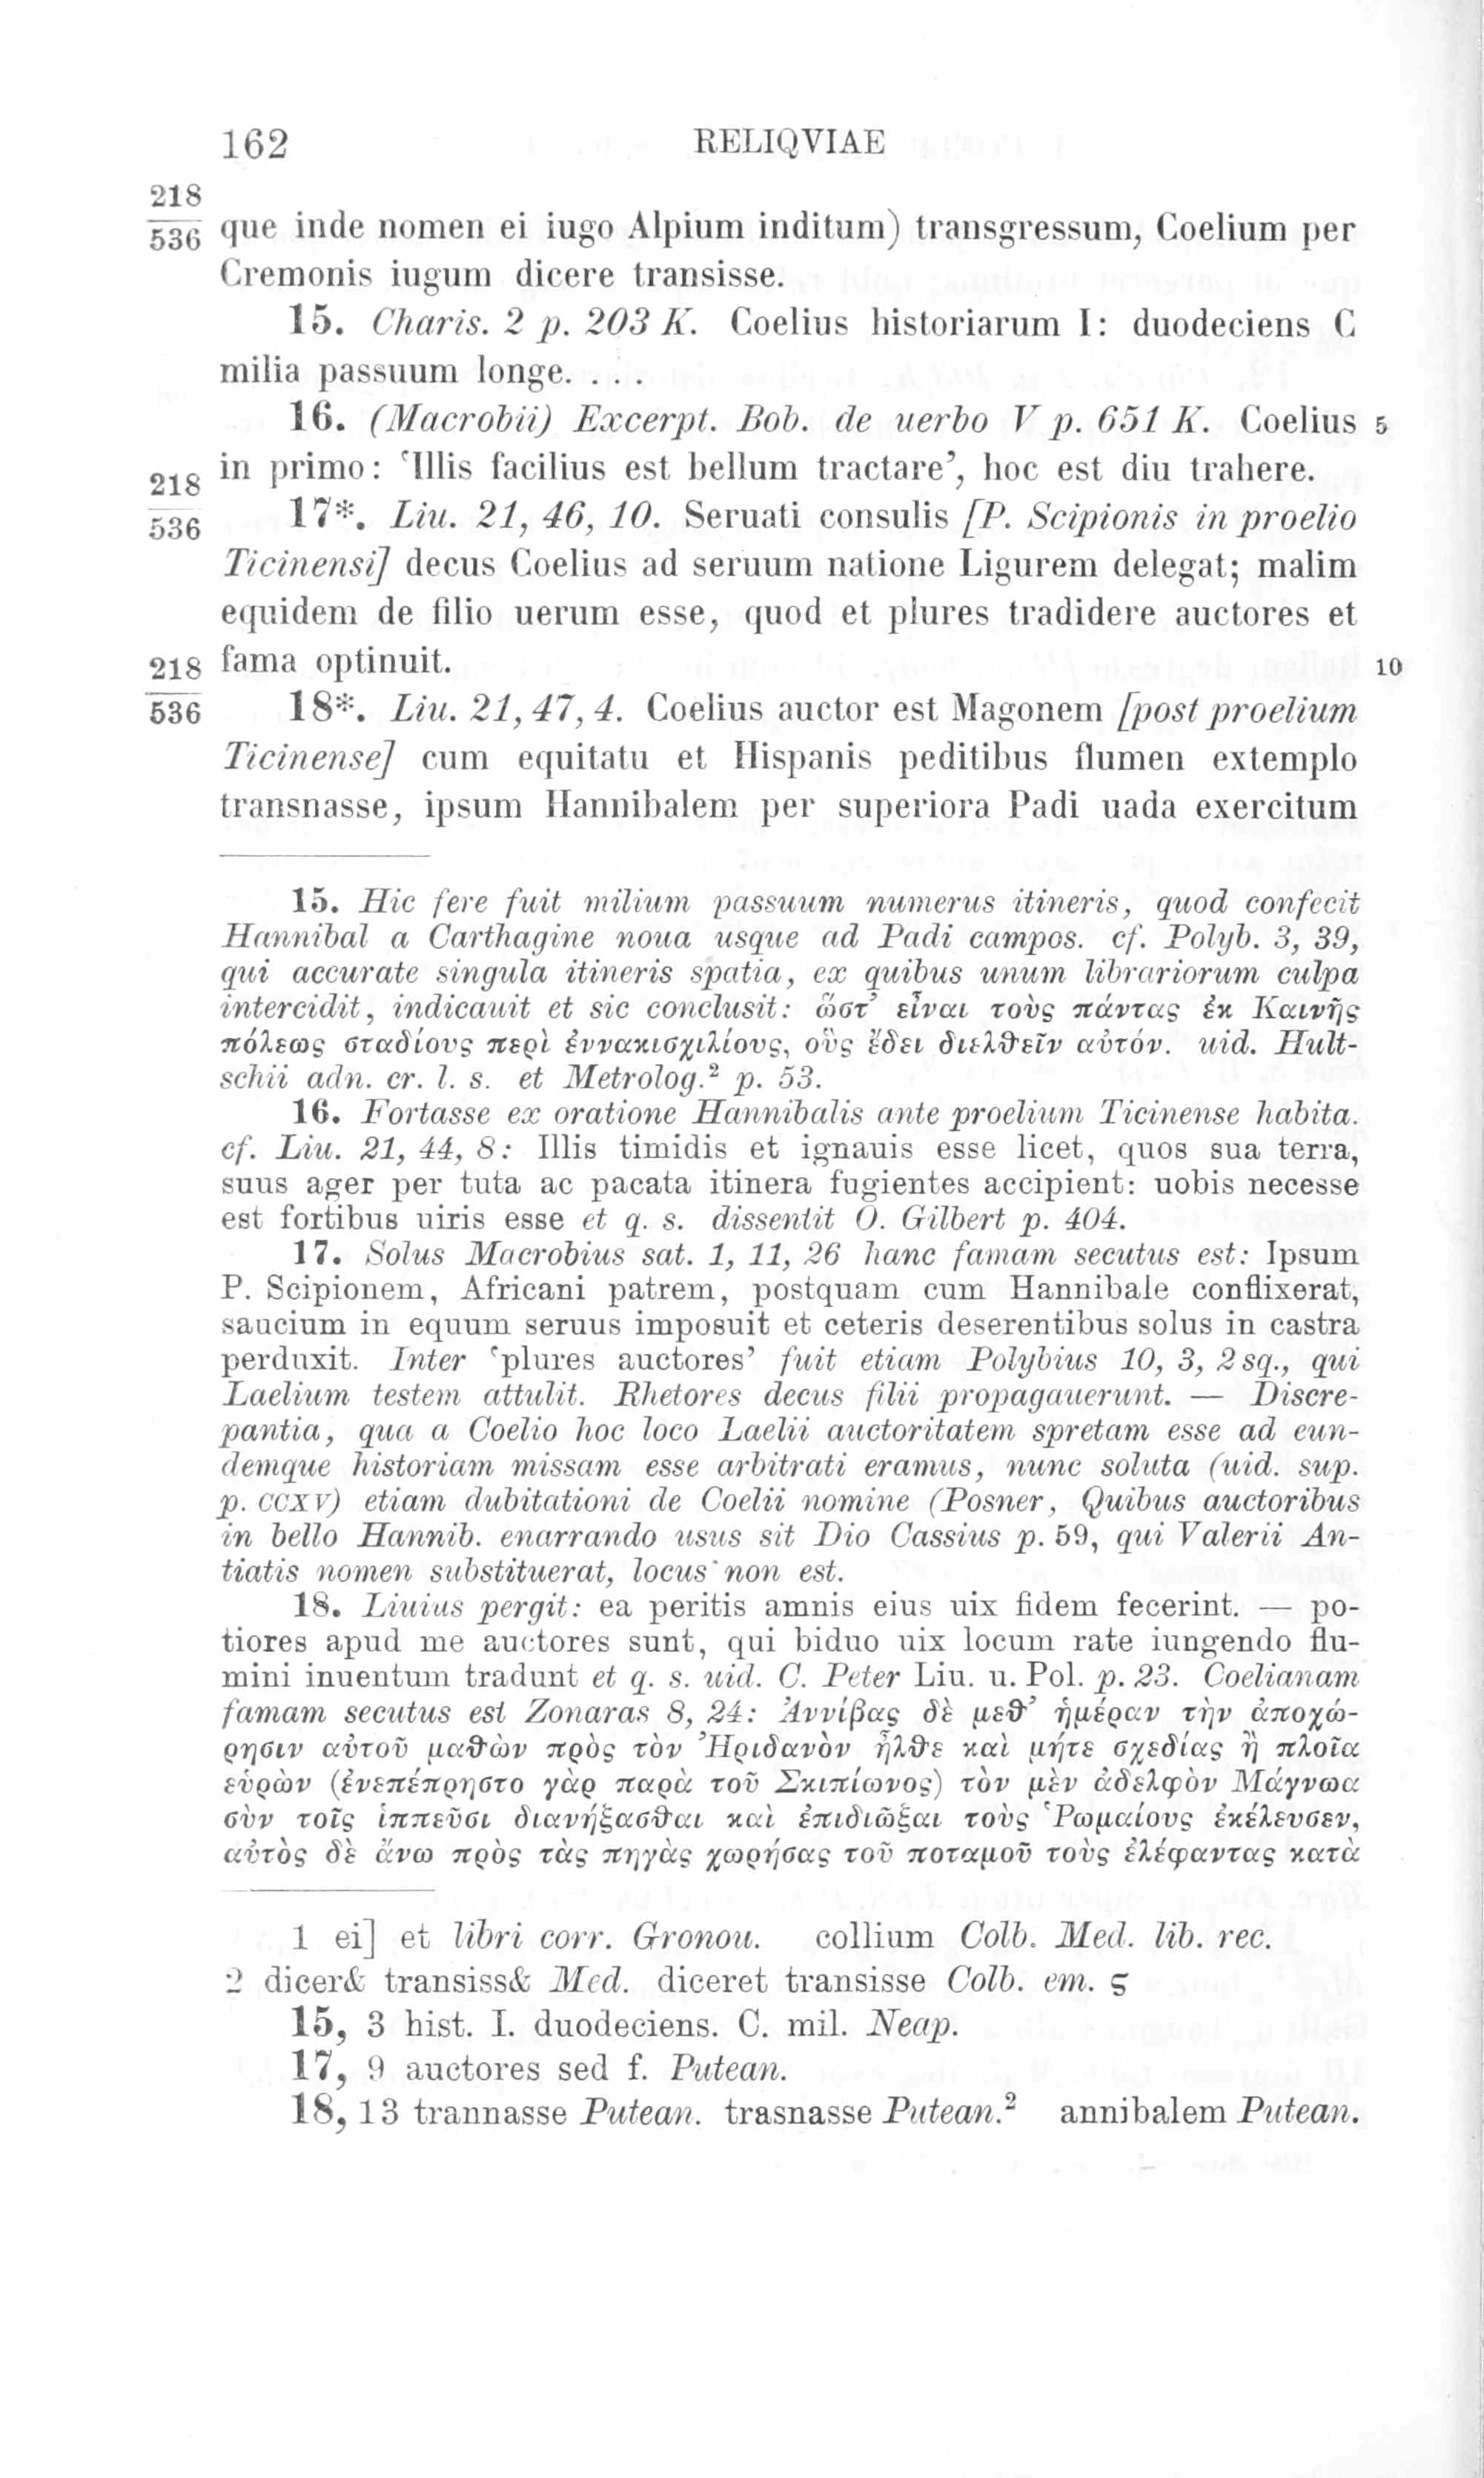 162 RELIQVIAE
218
536 que inde nomen ei iugo Alpium inditum) transgressum, Coelium per
Cremonis iugum dicere transisse.
15. Charis. 2 p. 203 K. Coelius historiarum I: duodeciens C
milia passuum longe. . . .
16. (Macrobii) Excerpt. Bob. de uerbo V p. 651 K. Coelius 5
218 in primo: ‘Illis facilius est bellum tractare’, hoc est diu trahere.
536 17*. Liu. 21, 46, 10. Seruati consulis [P. Scipionis in proelio
Ticinensi] decus Coelius ad seruum natione Ligurem delegat; malim
equidem de filio uerum esse, quod et plures tradidere auctores et
218 fama optinuit. 10
536 18*. Liu. 21, 47, 4. Coelius auctor est Magonem [post proelium
Ticinense] cum equitatu et Hispanis peditibus flumen extemplo
transnasse, ipsum Hannibalem per superiora Padi uada exercitum
15. Hic fere fuit milium passuum numerus itineris, quod confecit
Hannibal a Carthagine noua usque ad Padi campos. cf. Polyb. 3, 39,
qui accurate singula itineris spatia, ex quibus unum librariorum culpa
intercidit, indicauit et sic conclusit: ὥστ’ εἶναι τοὺς πάντας ἐκ Καινῆς
πόλεως σταδίους περὶ ἐννακισχιλίους, οὓς ἔδει διελθεῖν αὐτόν. uid. Hult-
schii adn. cr. l. s. et Metrolog.² p. 53.
16. Fortasse ex oratione Hannibalis ante proelium Ticinense habita.
cf. Liu. 21, 44, 8: Illis timidis et ignauis esse licet, quos sua terra,
suus ager per tuta ac pacata itinera fugientes accipient: uobis necesse
est fortibus uiris esse et q. s. dissentit O. Gilbert p. 404.
17. Solus Macrobius sat. 1, 11, 26 hanc famam secutus est: Ipsum
P. Scipionem, Africani patrem, postquam cum Hannibale conflixerat,
saucium in equum seruus imposuit et ceteris deserentibus solus in castra
perduxit. Inter ‘plures auctores’ fuit etiam Polybius 10, 3, 2 sq., qui
Laelium testem attulit. Rhetores decus filii propagauerunt. — Discre-
pantia, qua a Coelio hoc loco Laelii auctoritatem spretam esse ad eun-
demque historiam missam esse arbitrati eramus, nunc soluta (uid. sup.
p. CCXV) etiam dubitationi de Coelii nomine (Posner, Quibus auctoribus
in bello Hannib. enarrando usus sit Dio Cassius p. 59, qui Valerii An-
tiatis nomen substituerat, locus non est.
18. Liuius pergit: ea peritis amnis eius uix fidem fecerint. — po-
tiores apud me auctores sunt, qui biduo uix locum rate iungendo flu-
mini inuentum tradunt et q. s. uid. C. Peter Liu. u. Pol. p. 23. Coelianam
famam secutus est Zonaras 8, 24: Ἀννίβας δὲ μεθ’ ἡμέραν τὴν ἀποχώ-
ρησιν αὐτοῦ μαθὼν πρὸς τὸν Ἠριδανὸν ἦλθε καὶ μήτε σχεδίας ἢ πλοῖα
εὑρὼν (ἐνεπέπρηστο γὰρ παρὰ τοῦ Σκιπίωνος) τὸν μὲν ἀδελφὸν Μάγνωα
σὺν τοῖς ἱππεῦσι διανήξασθαι καὶ ἐπιδιῶξαι τοὺς Ῥωμαίους ἐκέλευσεν,
αὐτὸς δὲ ἄνω πρὸς τὰς πηγὰς χωρήσας τοῦ ποταμοῦ τοὺς ἐλέφαντας κατὰ
1 ei] et libri corr. Gronou. collium Colb. Med. lib. rec.
2 dicer& transiss& Med. diceret transisse Colb. em. ς
15, 3 hist. I. duodeciens. C. mil. Neap.
17, 9 auctores sed f. Putean.
18, 13 trannasse Putean. trasnasse Putean.² annibalem Putean.